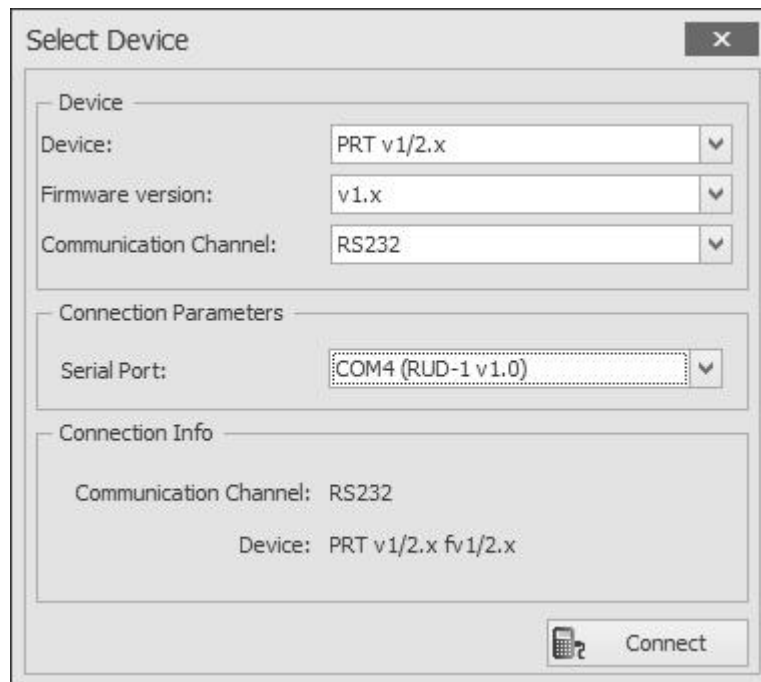 Select Device
Device
Device: PRT v1/2.x
Firmware version: v1.x
Communication Channel: RS232
Connection Parameters
Serial Port: COM4 (RUD-1 v1.0)
Connection Info
Communication Channel: RS232
Device: PRT v1/2.x fv1/2.x
Connect